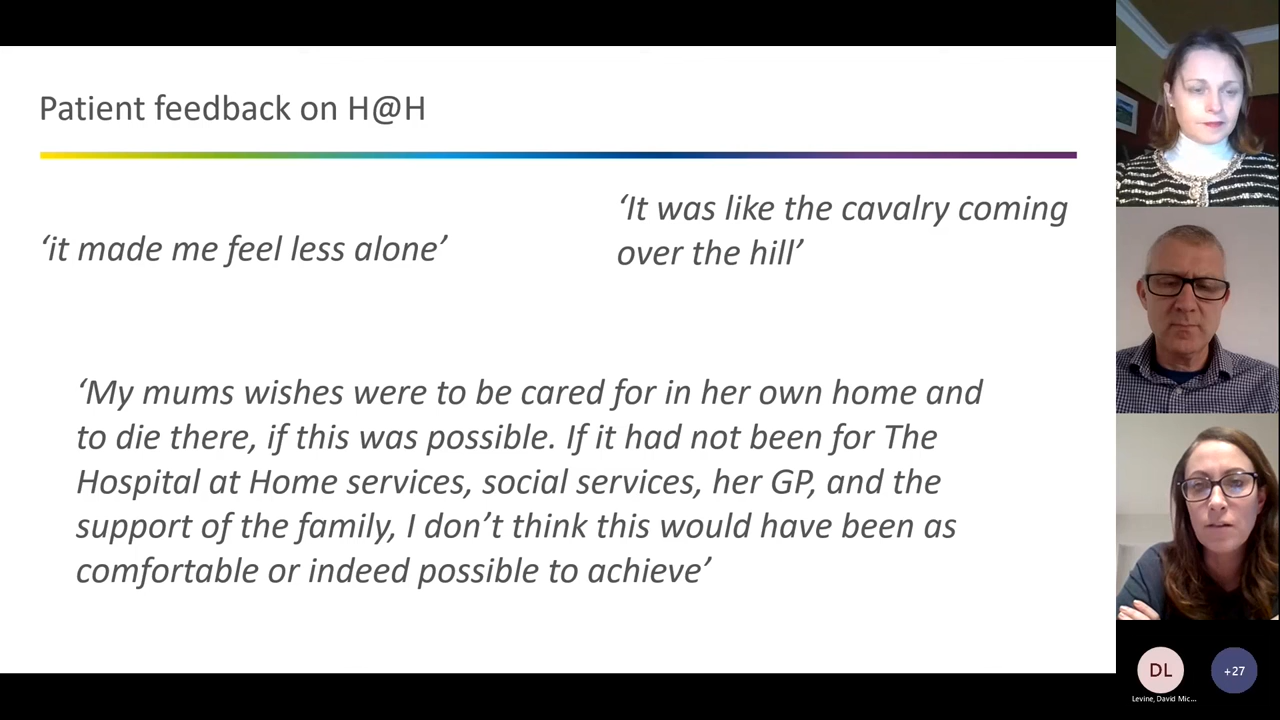 Patient feedback on H@H
‘it made me feel less alone’
‘It was like the cavalry coming
over the hill’
‘My mums wishes were to be cared for in her own home and
to die there, if this was possible. If it had not been for The
Hospital at Home services, social services, her GP, and the
support of the family, I don’t think this would have been as
comfortable or indeed possible to achieve’
DL
+27
Levine, David Mic...